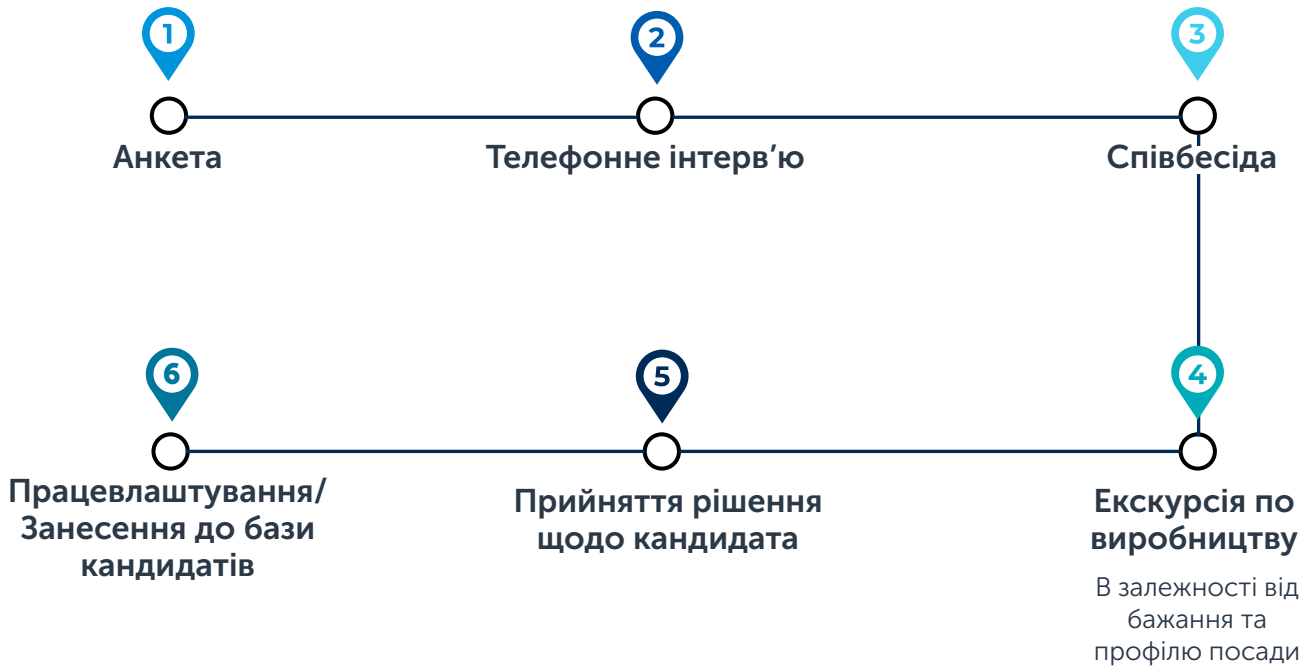 1
2
3
Анкета
Телефонне інтерв’ю
Співбесіда
6
5
4
Працевлаштування/
Занесення до бази
кандидатів
Прийняття рішення
щодо кандидата
Екскурсія по
виробництву
В залежності від
бажання та
профілю посади